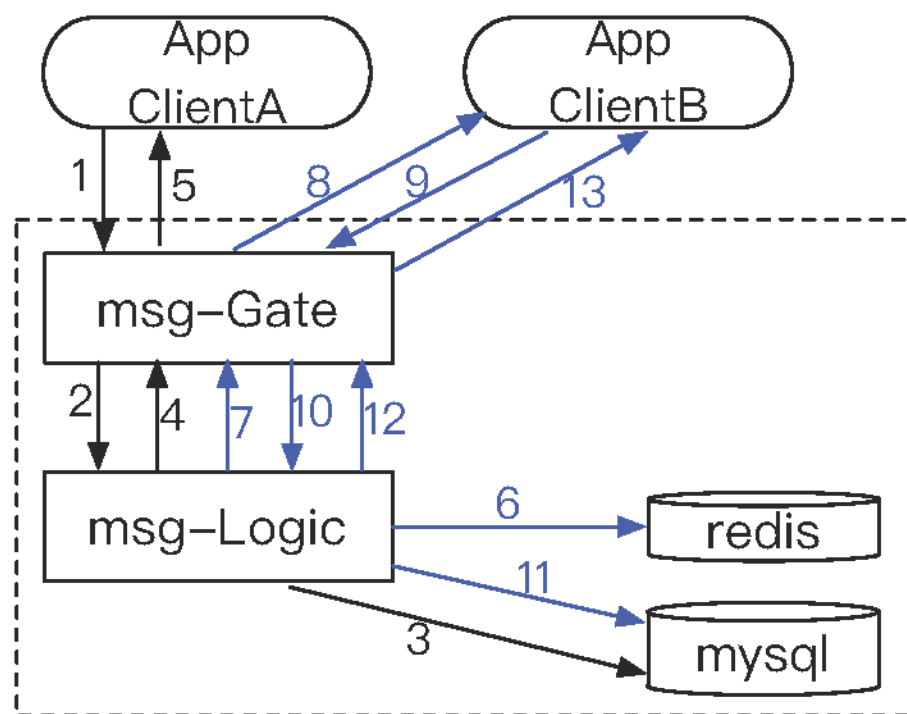 App
ClientA
App
ClientB
1
5
8
9
13
msg–Gate
2
4
7
10
12
msg–Logic
6
redis
11
3
mysql